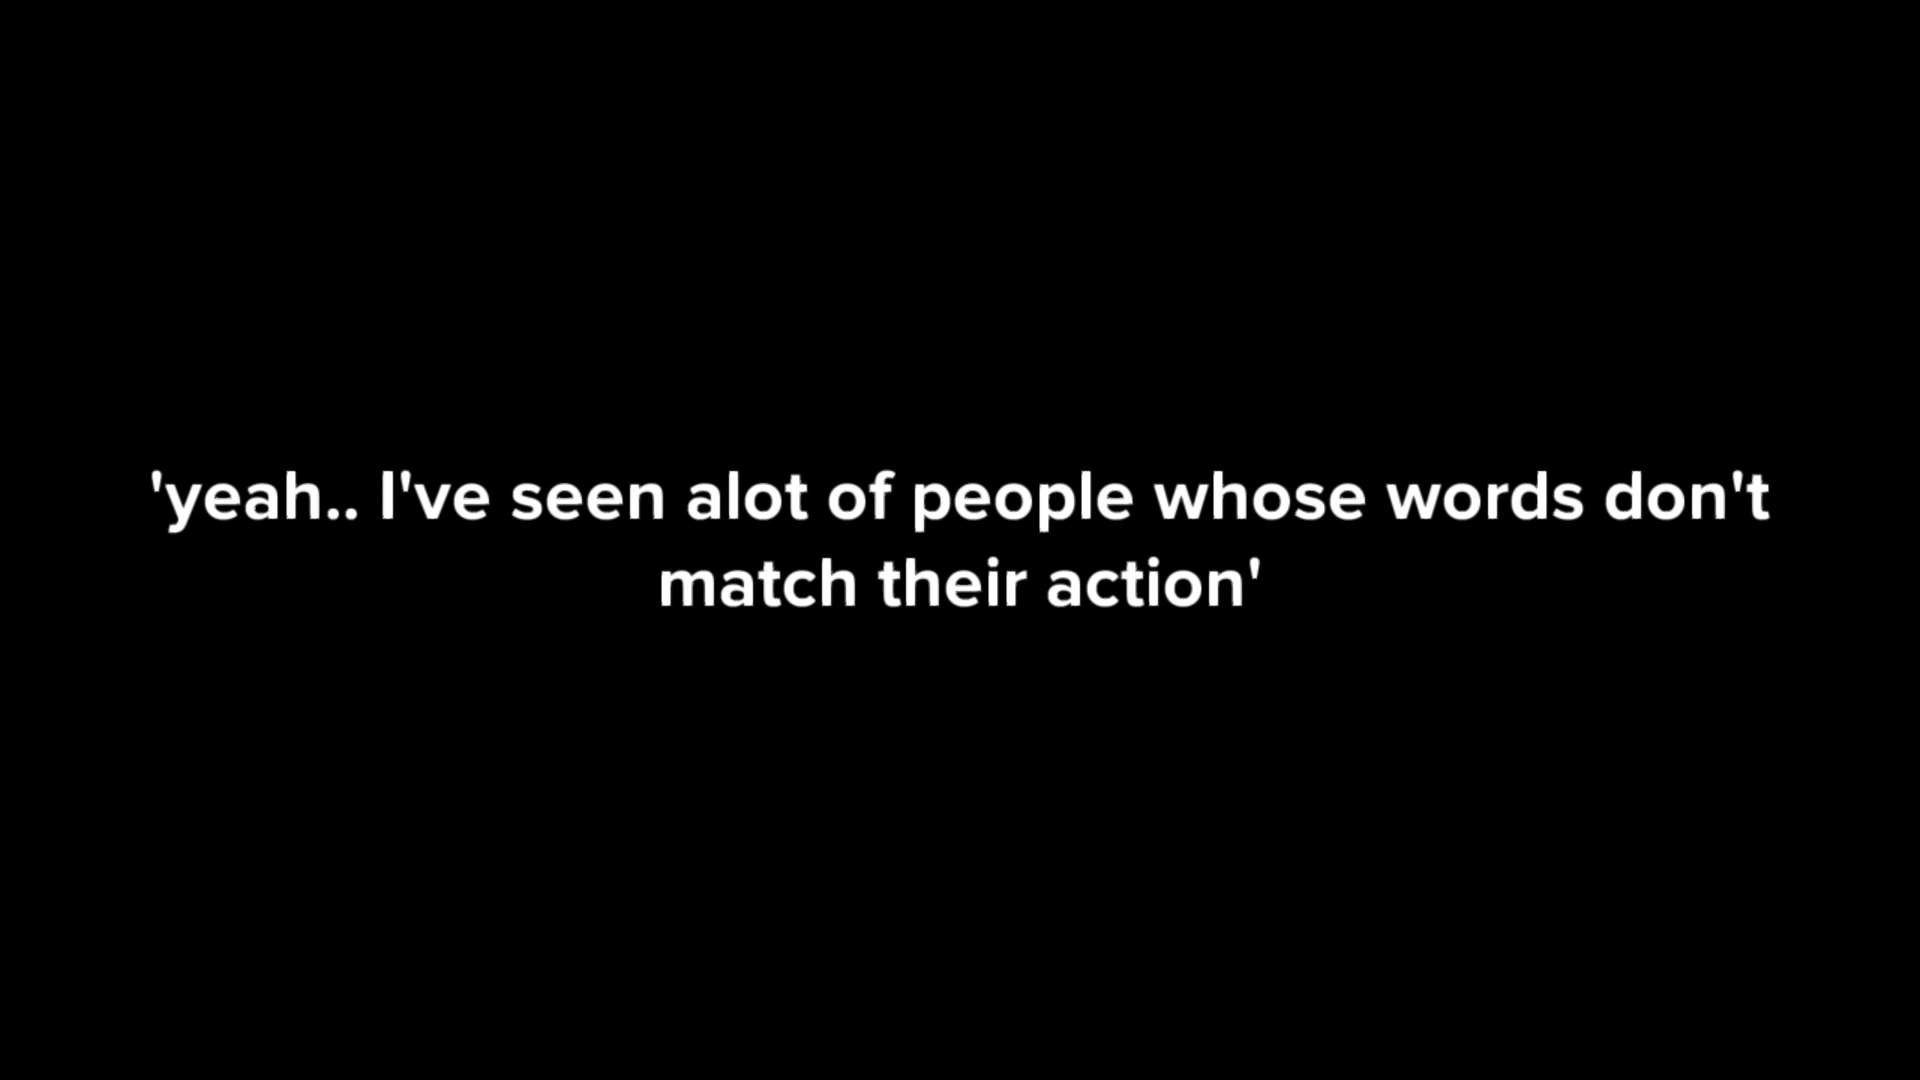 'yeah.. I've seen alot of people whose words don't
match their action'